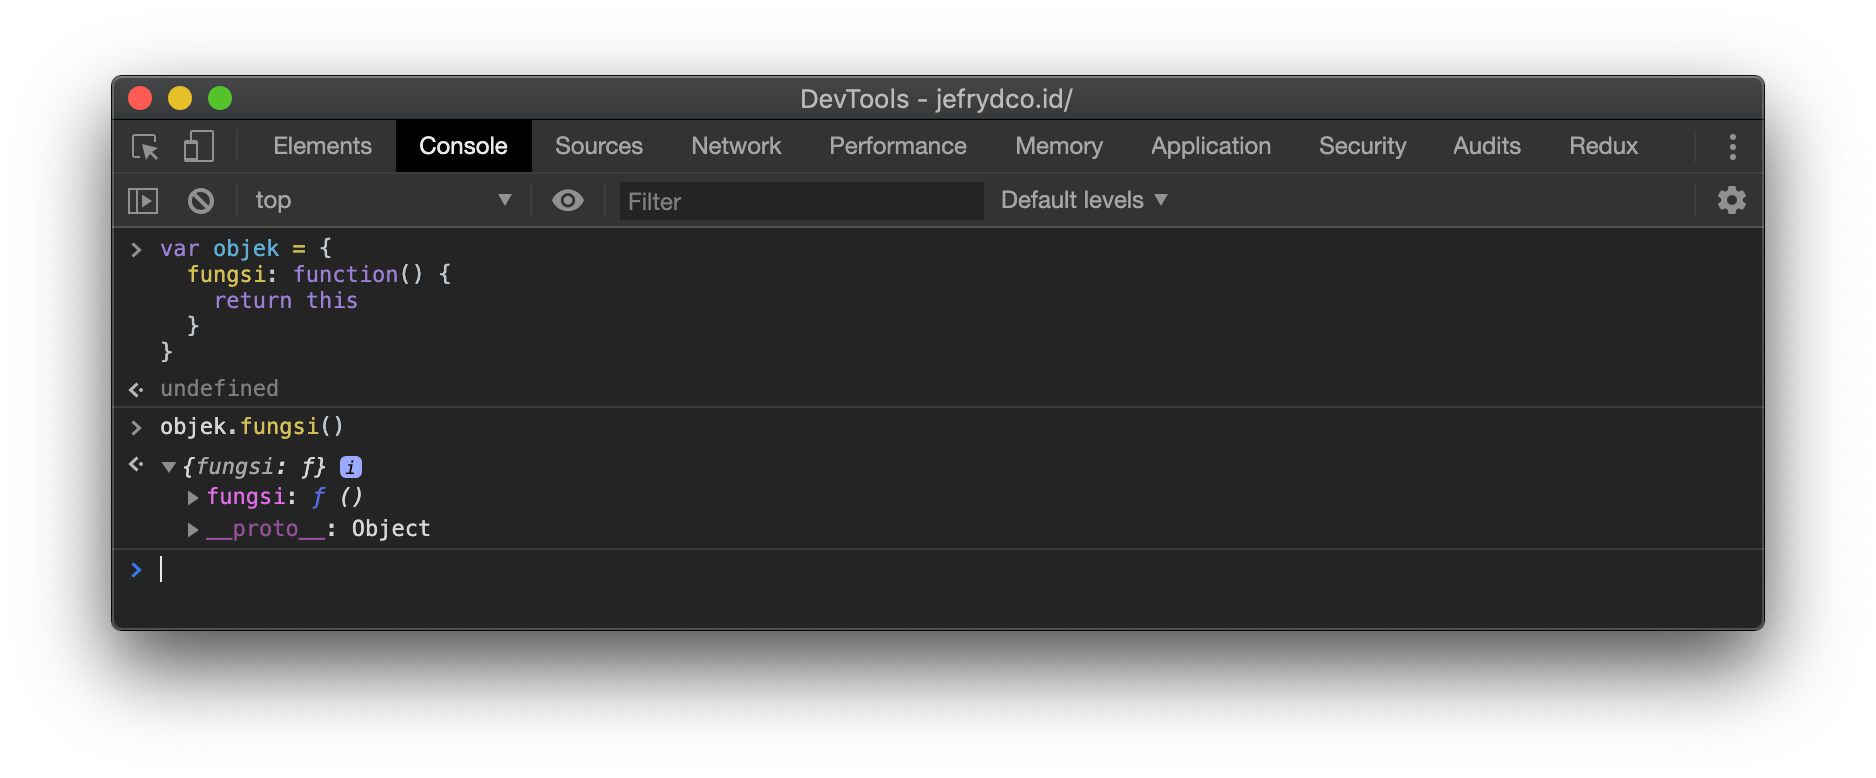 DevTools - jefrydco.id/
Elements Console Sources Network Performance Memory Application Security Audits Redux
top ▼ Filter Default levels ▼
> var objek = {
  fungsi: function() {
    return this
  }
}
undefined
> objek.fungsi()
▼{fungsi: ƒ} i
▶fungsi: ƒ ()
▶__proto__: Object
>